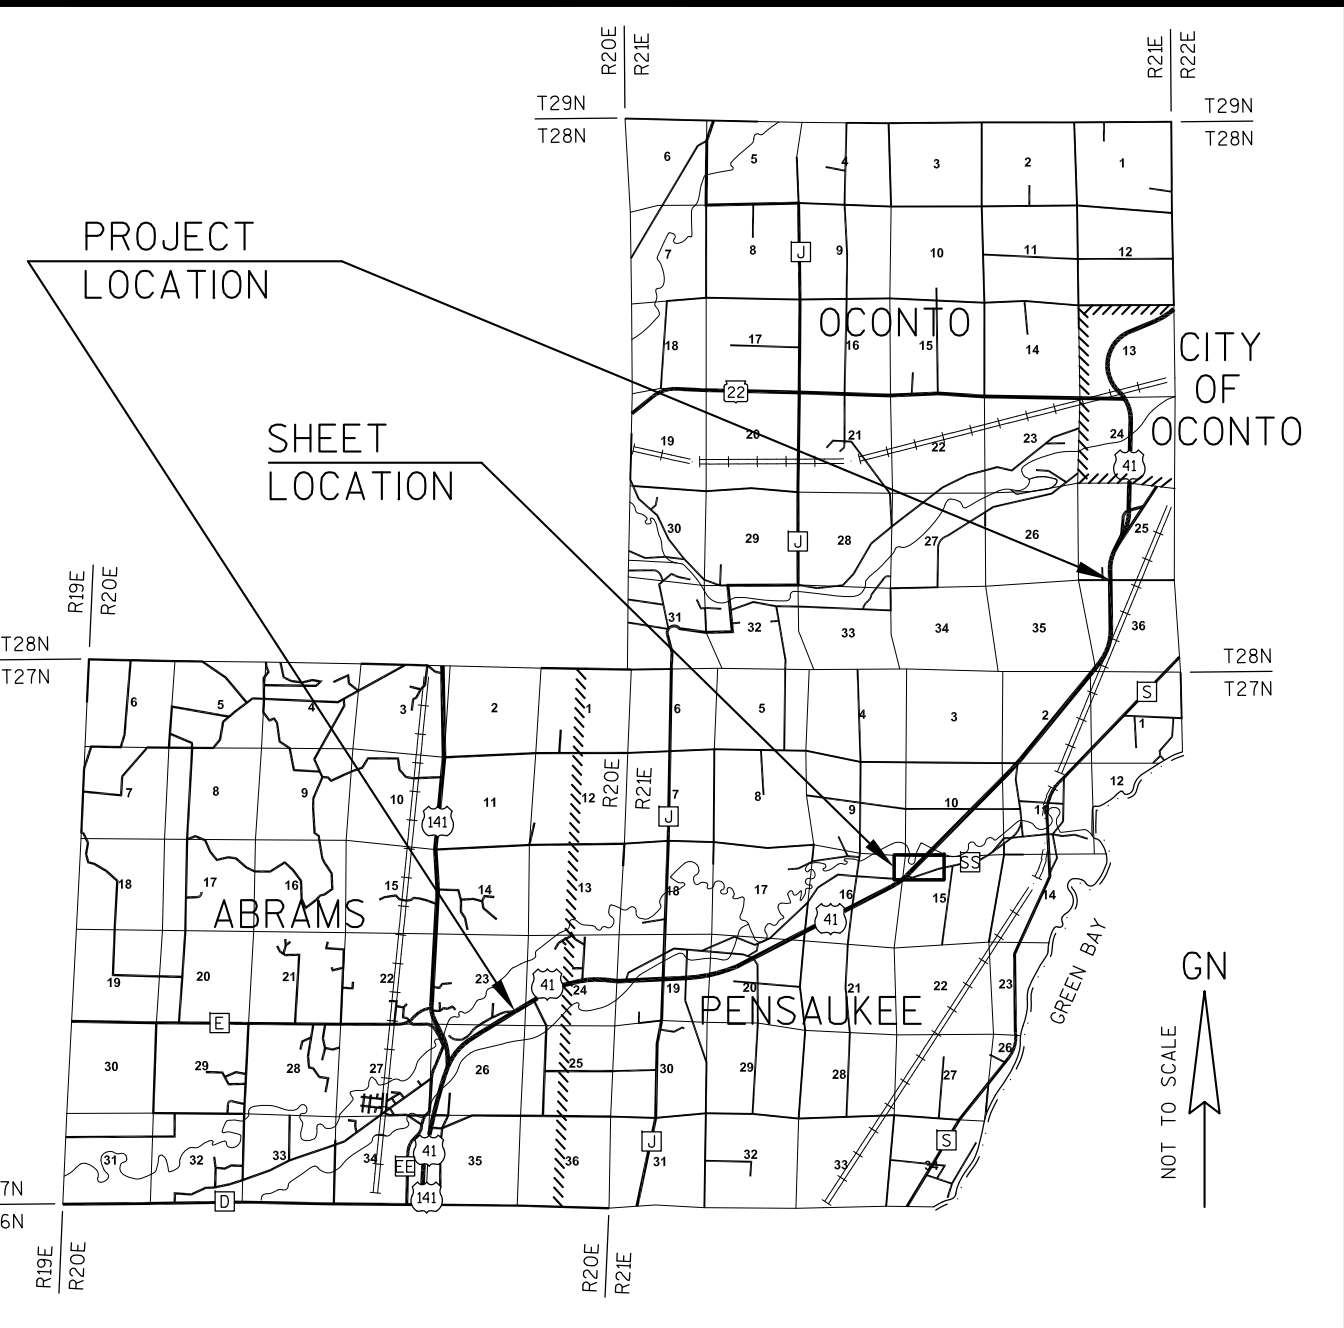 R20E
R21E
R21E
R22E
T29N
T28N
T29N
T28N
6
5
4
3
2
1
PROJECT
LOCATION
7
8
J
9
10
11
12
OCONTO
18
17
16
15
14
13
CITY
OF
OCONTO
22
SHEET
LOCATION
19
20
21
22
23
24
41
30
29
J
28
27
26
25
R19E
R20E
31
32
33
34
35
36
T28N
T27N
T28N
T27N
6
5
4
3
2
1
6
5
4
3
2
S
1
7
8
9
10
141
11
12
R20E
R21E
7
J
8
9
10
11
12
18
17
16
15
14
13
18
17
16
15
SS
14
ABRAMS
41
19
20
21
22
23
41
24
19
20
21
22
23
PENSAUKEE
GREEN BAY
GN
NOT TO SCALE
E
30
29
28
27
26
25
30
29
28
27
26
31
32
33
34
EE
41
35
36
J
31
32
33
S
34
D
141
7N
6N
R19E
R20E
R20E
R21E